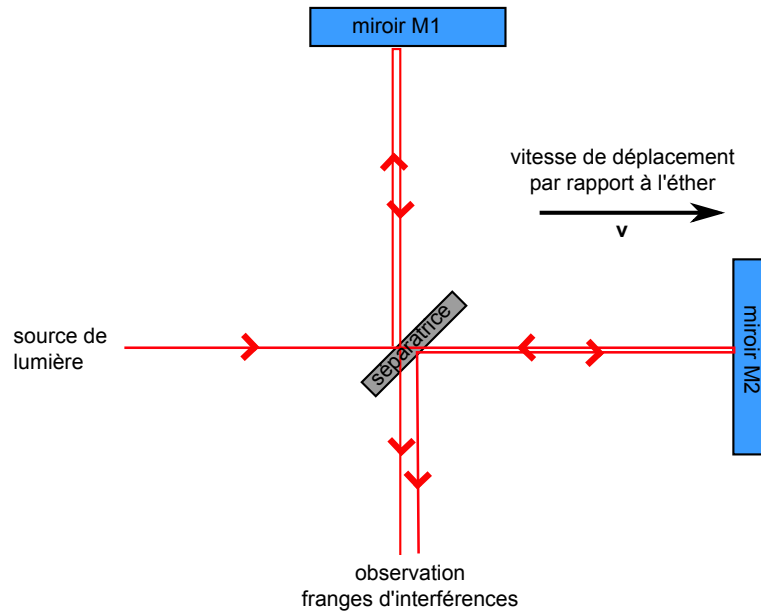 miroir M1
vitesse de déplacement
par rapport à l'éther
v
source de
lumière
séparatrice
miroir M2
observation
franges d'interférences